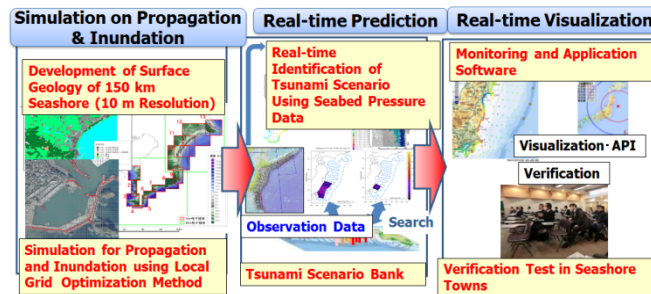 Simulation on Propagation
& Inundation
Development of Surface
Geology of 150 km
Seashore (10 m Resolution)
Simulation for Propagation
and Inundation using Local
Grid Optimization Method
Real-time Prediction
Real-time
Identification of
Tsunami Scenario
Using Seabed Pressure
Data
Observation Data
Search
Tsunami Scenario Bank
Real-time Visualization
Monitoring and Application
Software
Visualization·API
Verification
Verification Test in Seashore
Towns